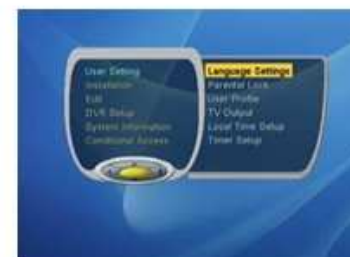 User Setting
Installation
Edit
DVR Setup
System Information
Conditional Access
Language Settings
Parental Lock
User Profile
TV Output
Local Time Setup
Timer Setup